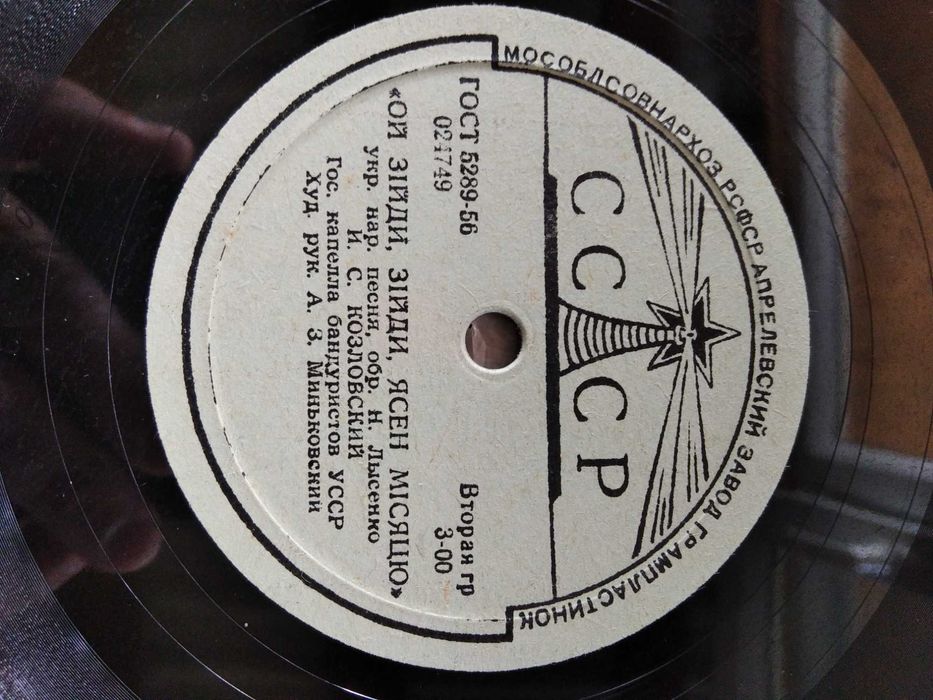 МОСОБЛСОВНАРХОЗ РСФСР АПРЕЛЕВСКИЙ ЗАВОД ГРАМПЛАСТИНОК
СССР
ГОСТ 5289-56 Вторая гр
024749 3-00
«ОЙ ЗІЙДИ, ЗІЙДИ, ЯСЕН МІСЯЦЮ»
укр. нар. песня, обр. Н. Лысенко
И. С. КОЗЛОВСКИЙ
Гос. капелла бандуристов УССР
Худ. рук. А. З. Миньковский